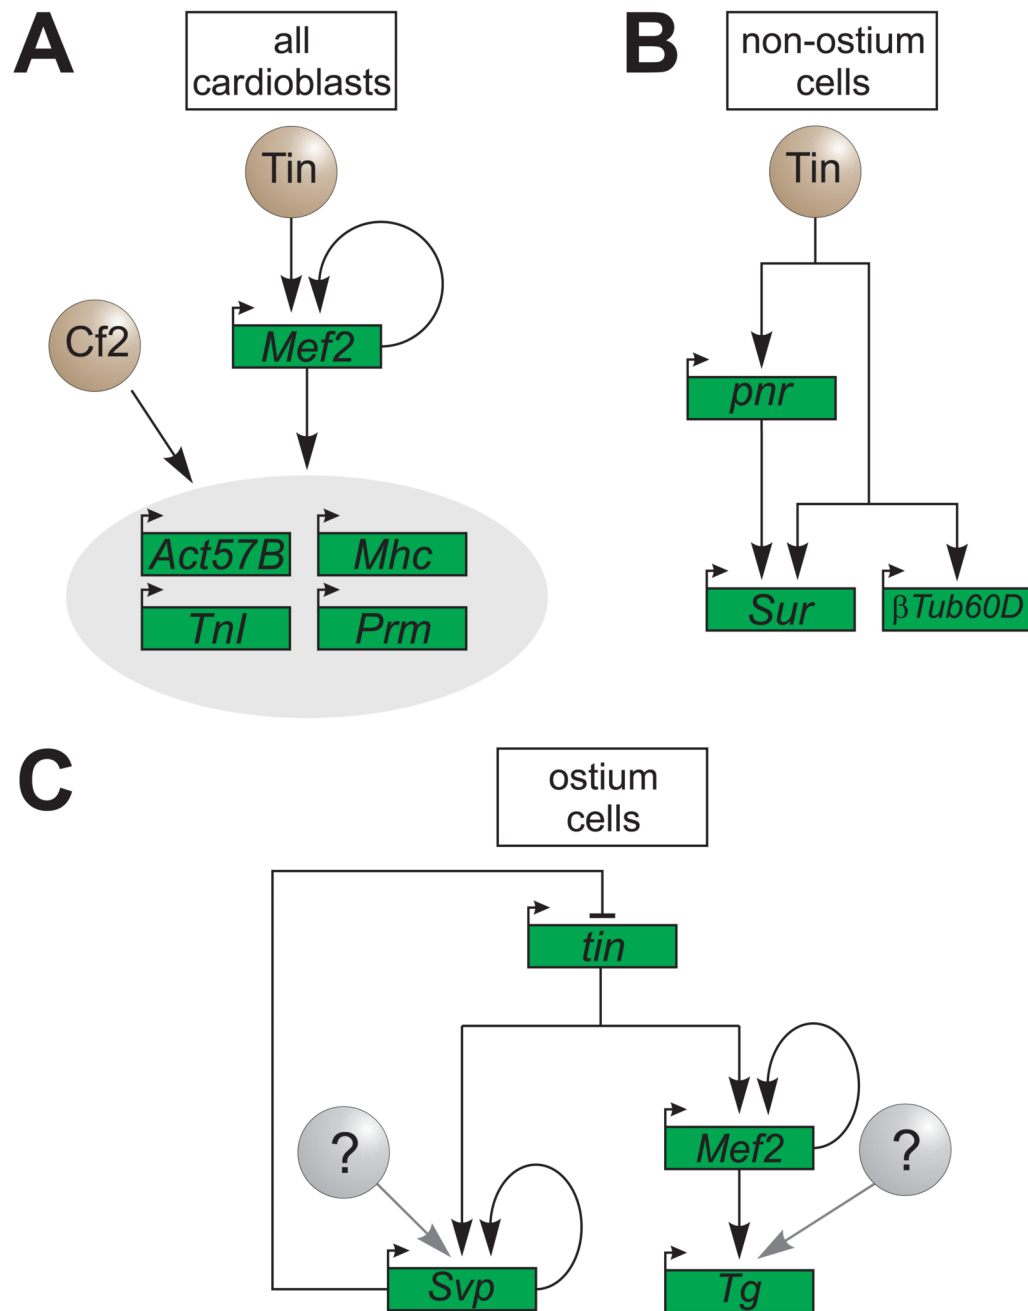 A
all
cardioblasts
Tin
Cf2
Mef2
Act57B
Mhc
TnI
Prm
B
non-ostium
cells
Tin
pnr
Sur
βTub60D
C
ostium
cells
tin
?
Mef2
?
Svp
Tg